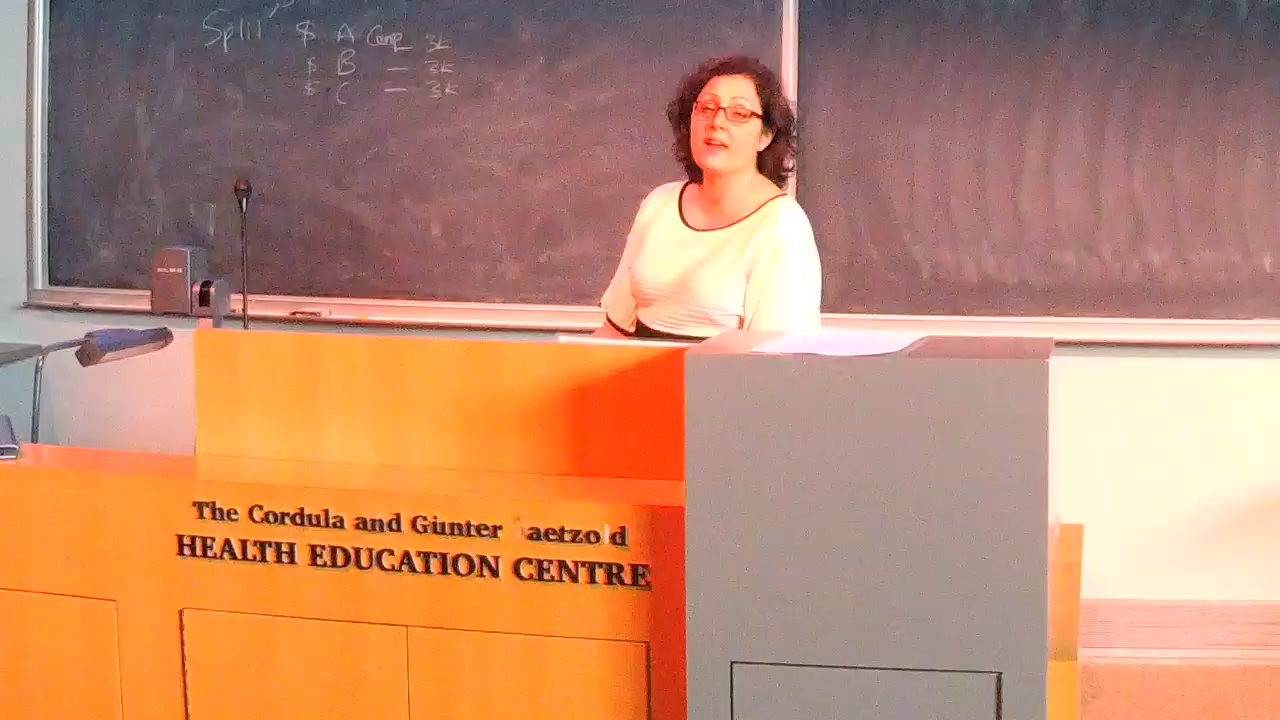 Split $ A Comp 3k
$ B — 3k
$ C — 3k
The Cordula and Günter aetzo d
HEALTH EDUCATION CENTRE